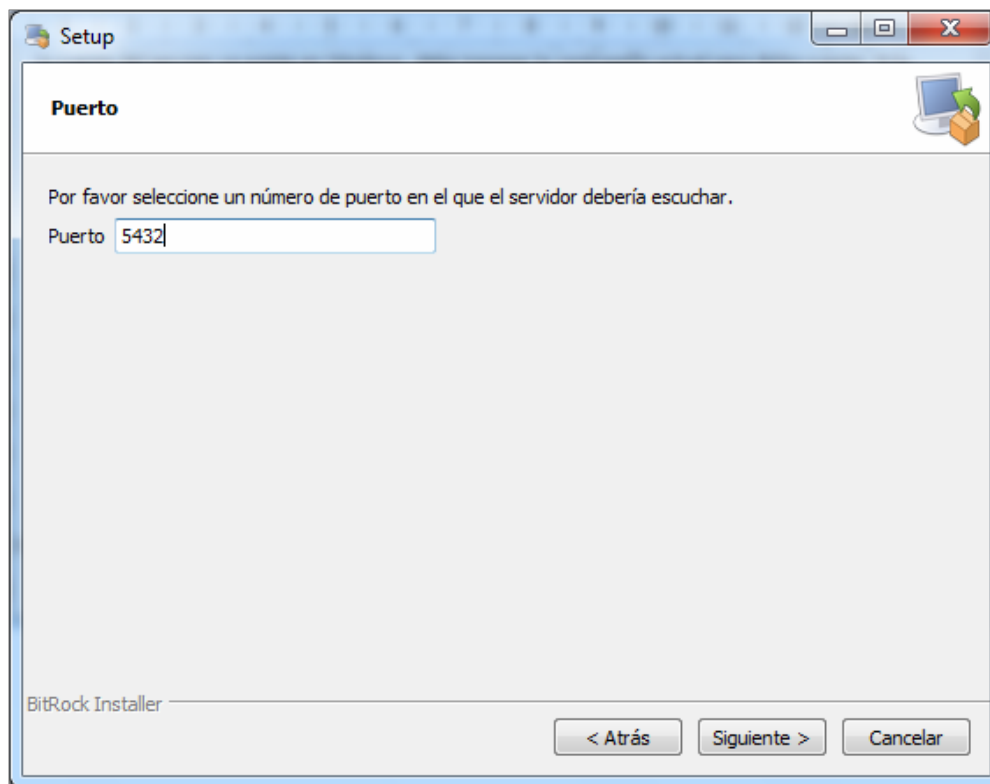 Setup
Puerto
Por favor seleccione un número de puerto en el que el servidor debería escuchar.
Puerto 5432
BitRock Installer
< Atrás Siguiente > Cancelar